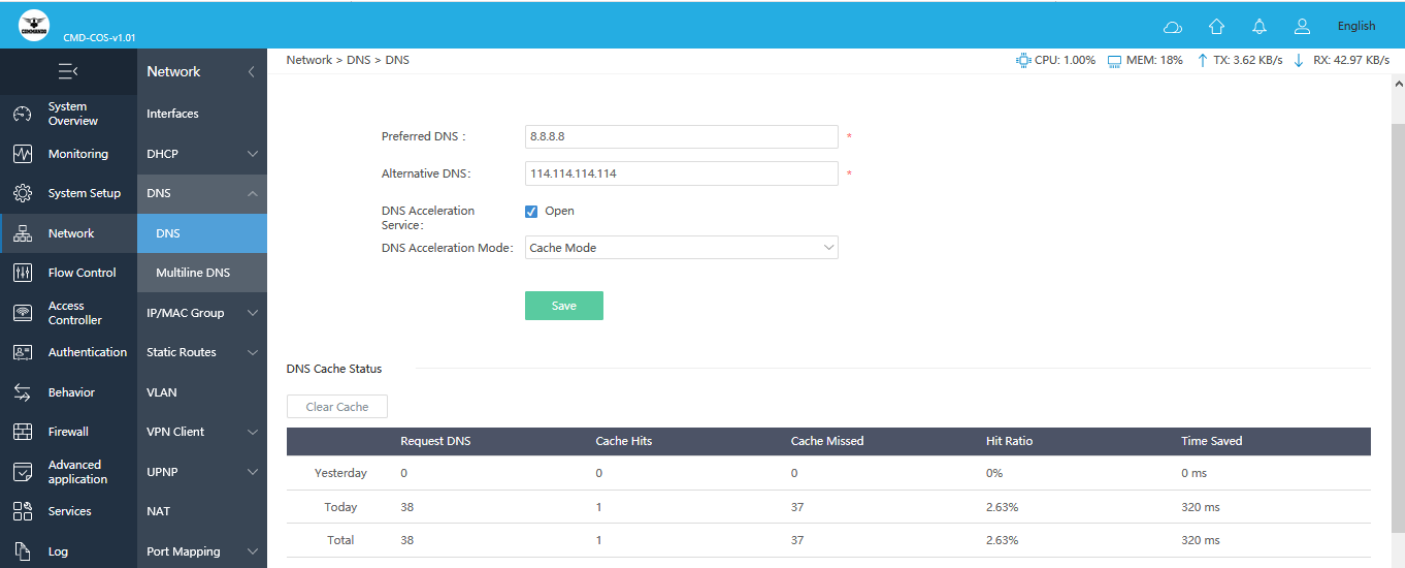 COMMANDO
CMD-COS-v1.01
English
Network
Network > DNS > DNS
CPU: 1.00% MEM: 18% TX: 3.62 KB/s RX: 42.97 KB/s
System
Overview
Monitoring
System Setup
Network
Flow Control
Access
Controller
Authentication
Behavior
Firewall
Advanced
application
Services
Log
Interfaces
DHCP
DNS
DNS
Multiline DNS
IP/MAC Group
Static Routes
VLAN
VPN Client
UPNP
NAT
Port Mapping
Preferred DNS : 8.8.8.8 *
Alternative DNS: 114.114.114.114 *
DNS Acceleration
Service: Open
DNS Acceleration Mode: Cache Mode
Save
DNS Cache Status
Clear Cache
Request DNS Cache Hits Cache Missed Hit Ratio Time Saved
Yesterday 0 0 0 0% 0 ms
Today 38 1 37 2.63% 320 ms
Total 38 1 37 2.63% 320 ms